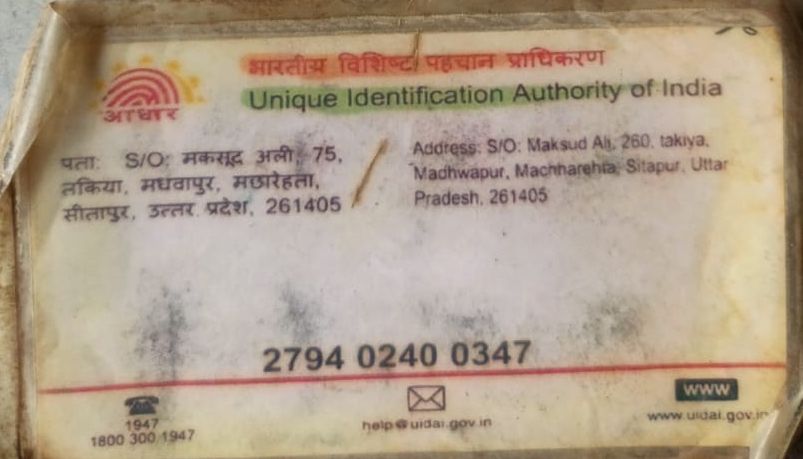 भारतीय विशिष्ट पहचान प्राधिकरण
Unique Identification Authority of India
आधार
पता: S/O: मकसूद अली, 75,
तकिया, मधवापुर, मछरेहता,
सीतापुर, उत्तर प्रदेश, 261405
Address: S/O: Maksud Ali, 260, takiya,
Madhwapur, Machharehta, Sitapur, Uttar
Pradesh, 261405
2794 0240 0347
1947
1800 300 1947
help@uidai.gov.in
WWW
www.uidai.gov.in